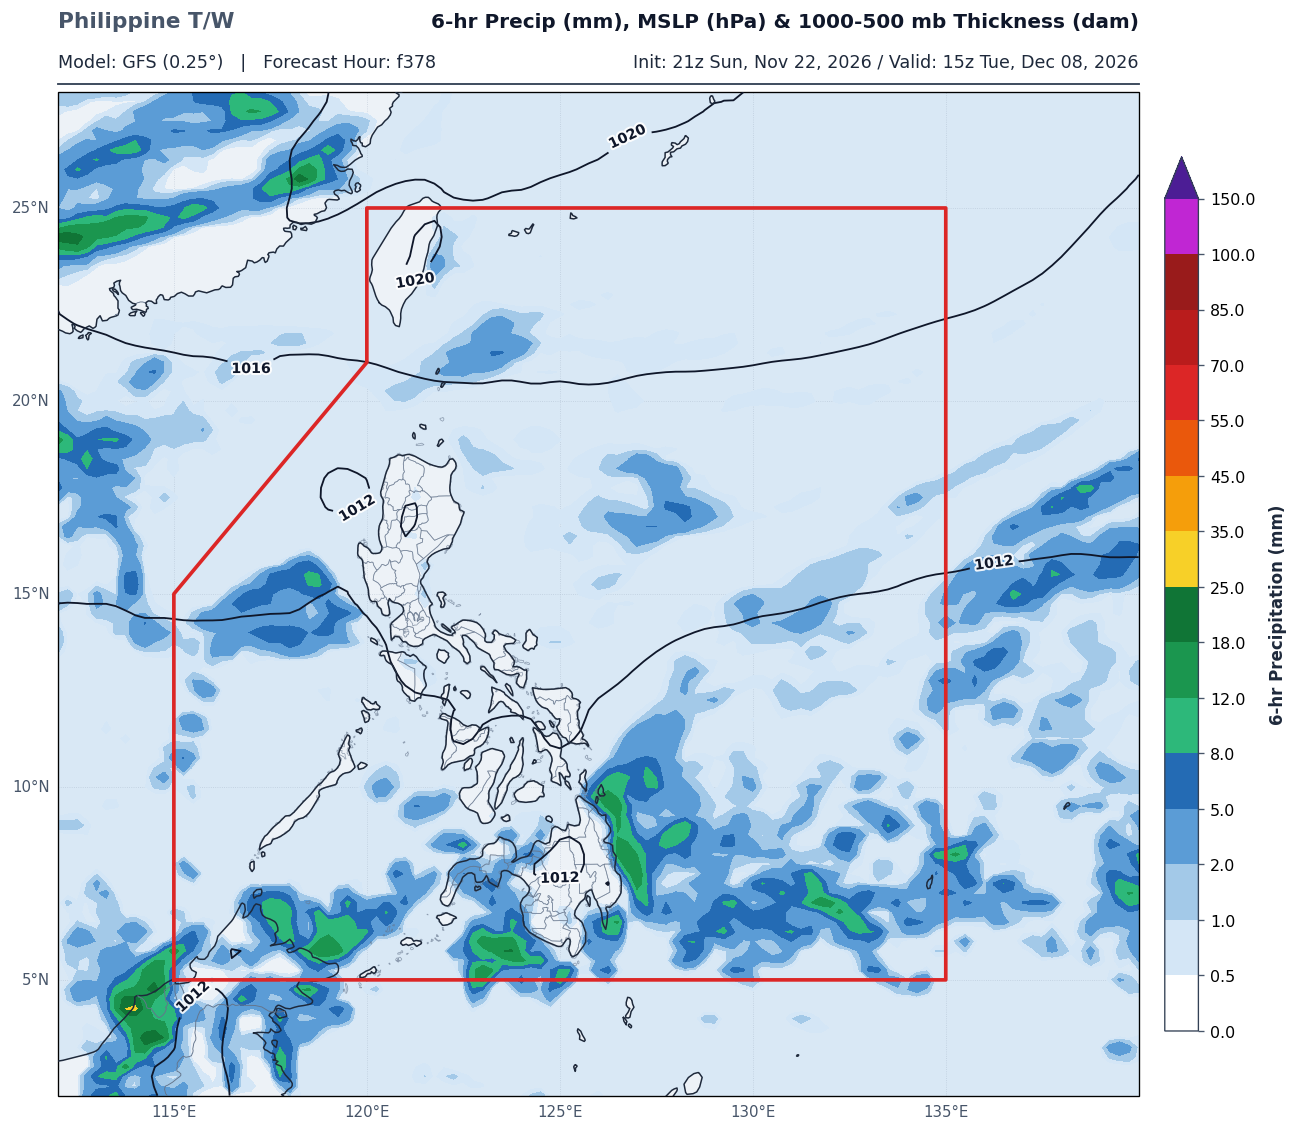 Philippine T/W
6-hr Precip (mm), MSLP (hPa) & 1000-500 mb Thickness (dam)
Model: GFS (0.25°) | Forecast Hour: f378
Init: 21z Sun, Nov 22, 2026 / Valid: 15z Tue, Dec 08, 2026
1020
25°N
1020
1016
20°N
1012
1012
15°N
10°N
1012
5°N
1012
115°E
120°E
125°E
130°E
135°E
150.0
100.0
85.0
70.0
55.0
45.0
35.0
25.0
18.0
12.0
8.0
5.0
2.0
1.0
0.5
0.0
6-hr Precipitation (mm)